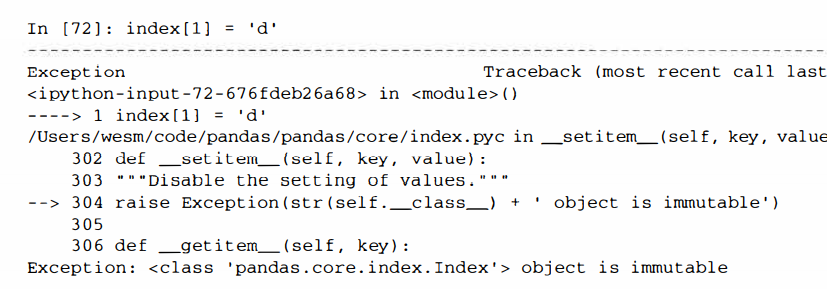 In [72]: index[1] = 'd'
---------------------------------------------------------------------------
Exception Traceback (most recent call last
<ipython-input-72-676fdeb26a68> in <module>()
----> 1 index[1] = 'd'
/Users/wesm/code/pandas/pandas/core/index.pyc in __setitem__(self, key, value
302 def __setitem__(self, key, value):
303 """Disable the setting of values."""
--> 304 raise Exception(str(self.__class__) + ' object is immutable')
305
306 def __getitem__(self, key):
Exception: <class 'pandas.core.index.Index'> object is immutable